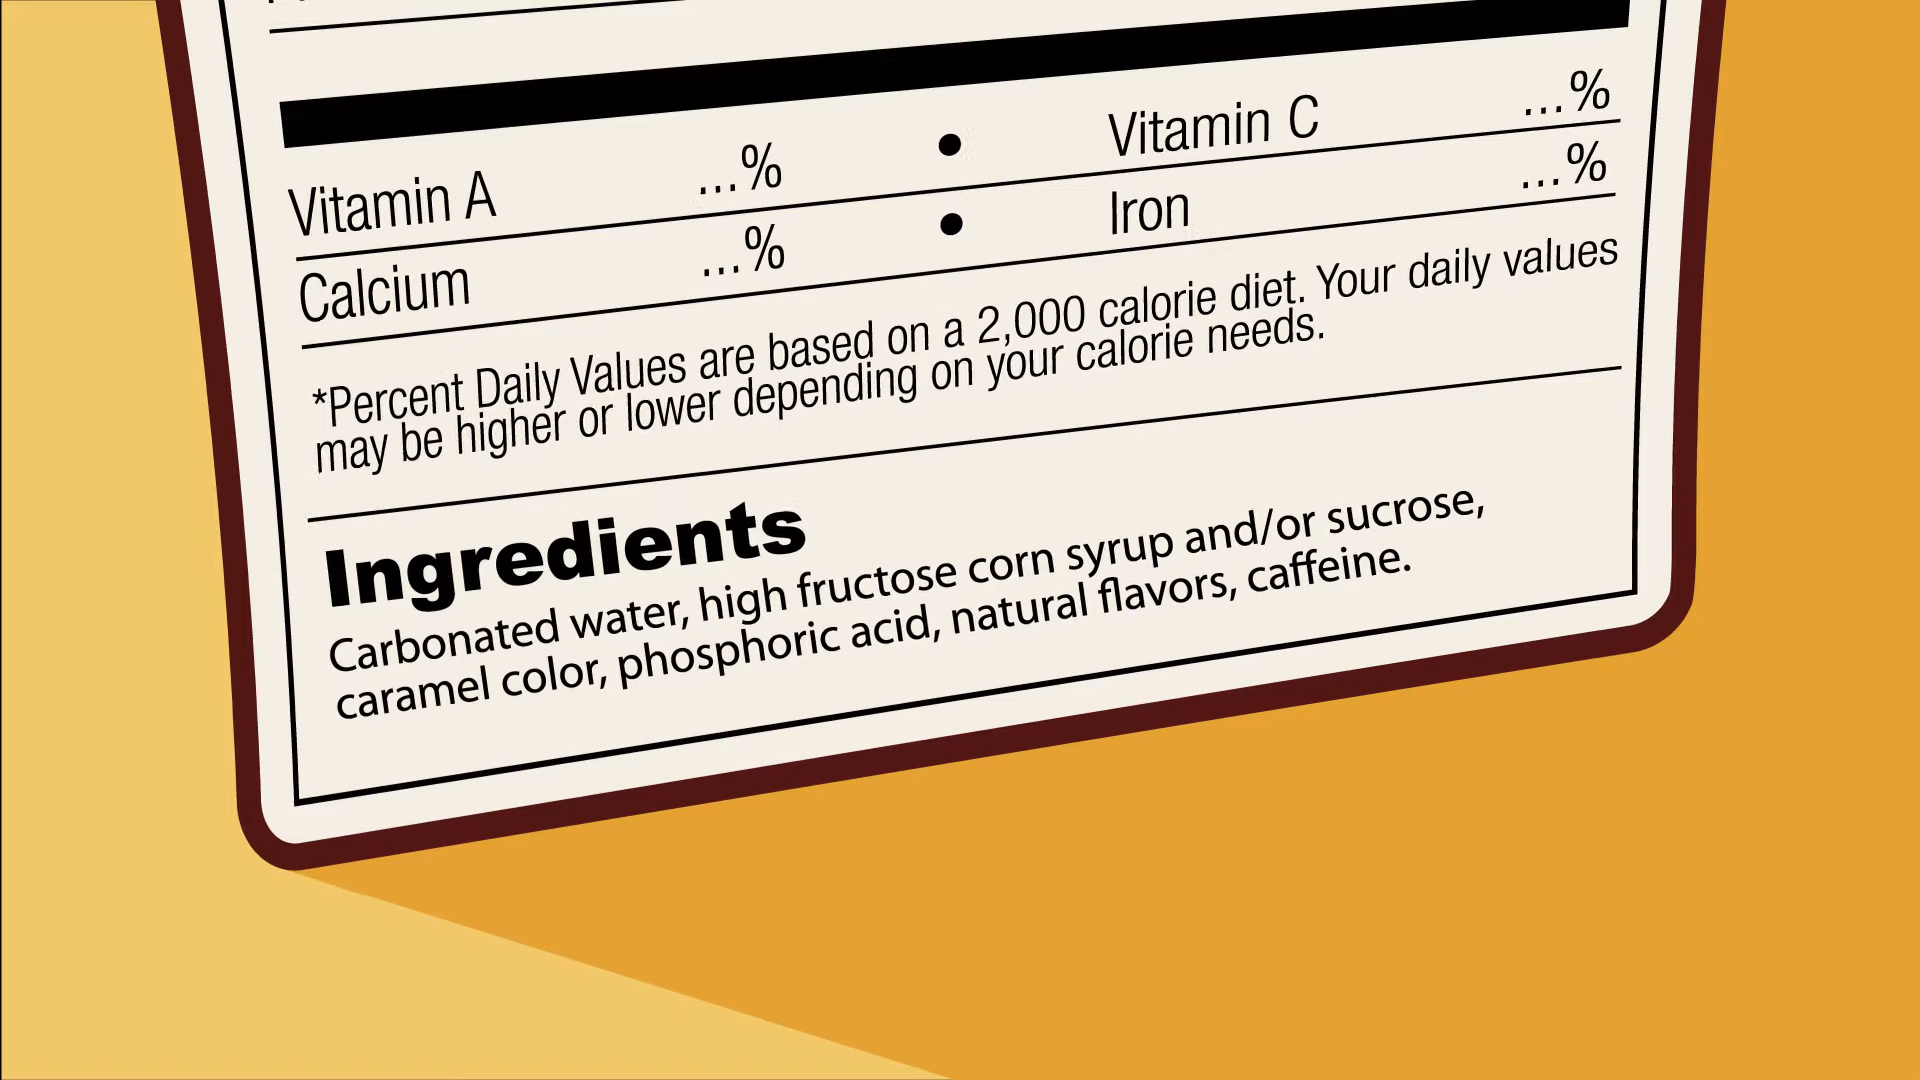 Vitamin A ...% • Vitamin C ...%
Calcium ...% • Iron ...%
*Percent Daily Values are based on a 2,000 calorie diet. Your daily values
may be higher or lower depending on your calorie needs.
Ingredients
Carbonated water, high fructose corn syrup and/or sucrose,
caramel color, phosphoric acid, natural flavors, caffeine.